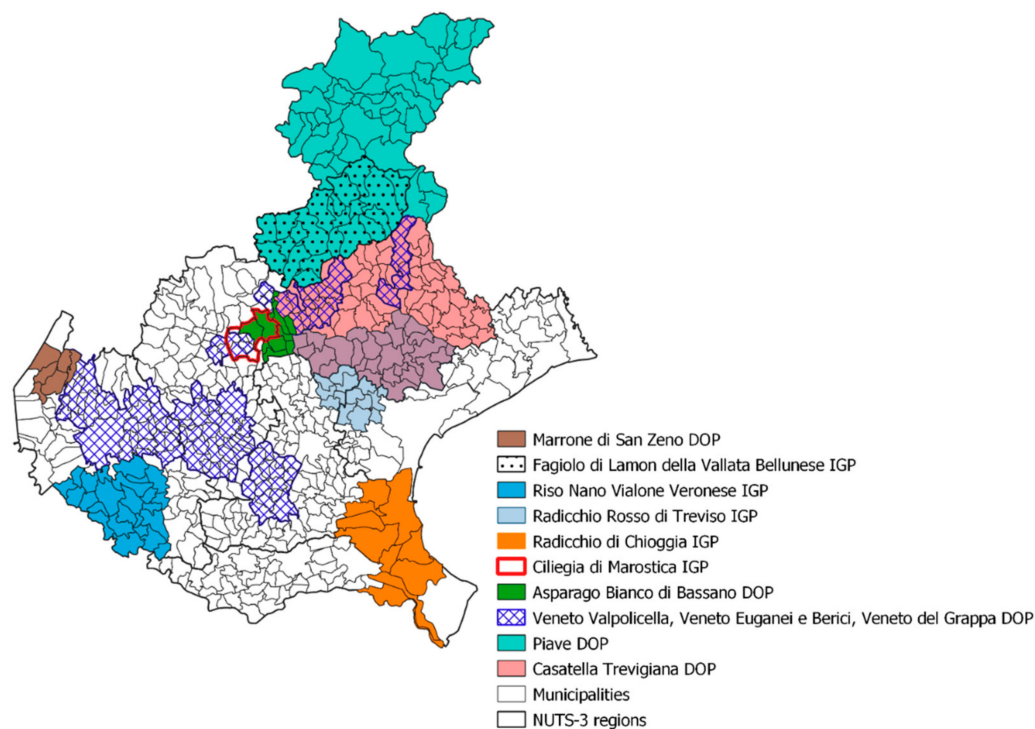 Marrone di San Zeno DOP
Fagiolo di Lamon della Vallata Bellunese IGP
Riso Nano Vialone Veronese IGP
Radicchio Rosso di Treviso IGP
Radicchio di Chioggia IGP
Ciliegia di Marostica IGP
Asparago Bianco di Bassano DOP
Veneto Valpolicella, Veneto Euganei e Berici, Veneto del Grappa DOP
Piave DOP
Casatella Trevigiana DOP
Municipalities
NUTS-3 regions